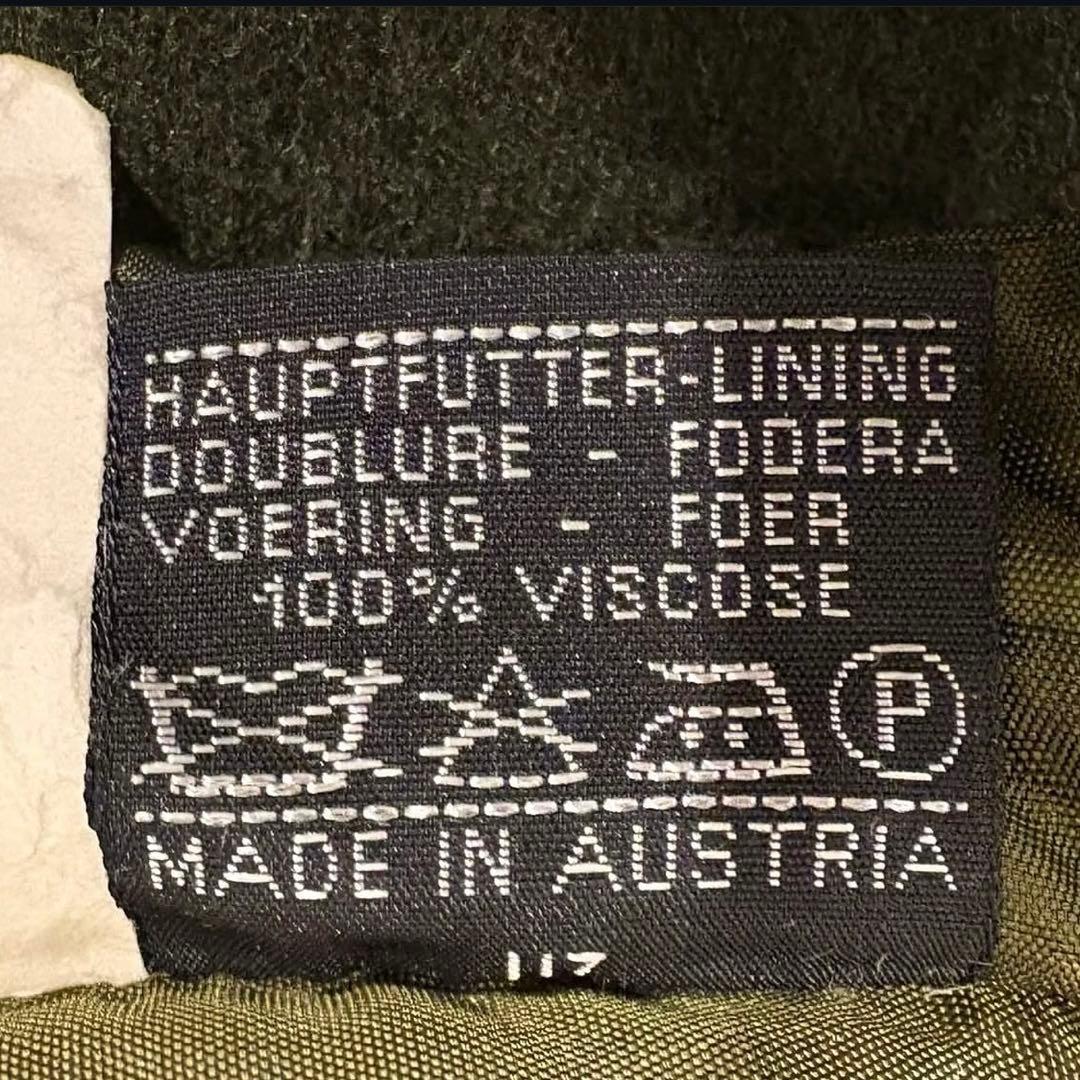 HAUPTFUTTER-LINING
DOUBLURE - FODERA
VOERING - FOER
100% VISCOSE
P
MADE IN AUSTRIA